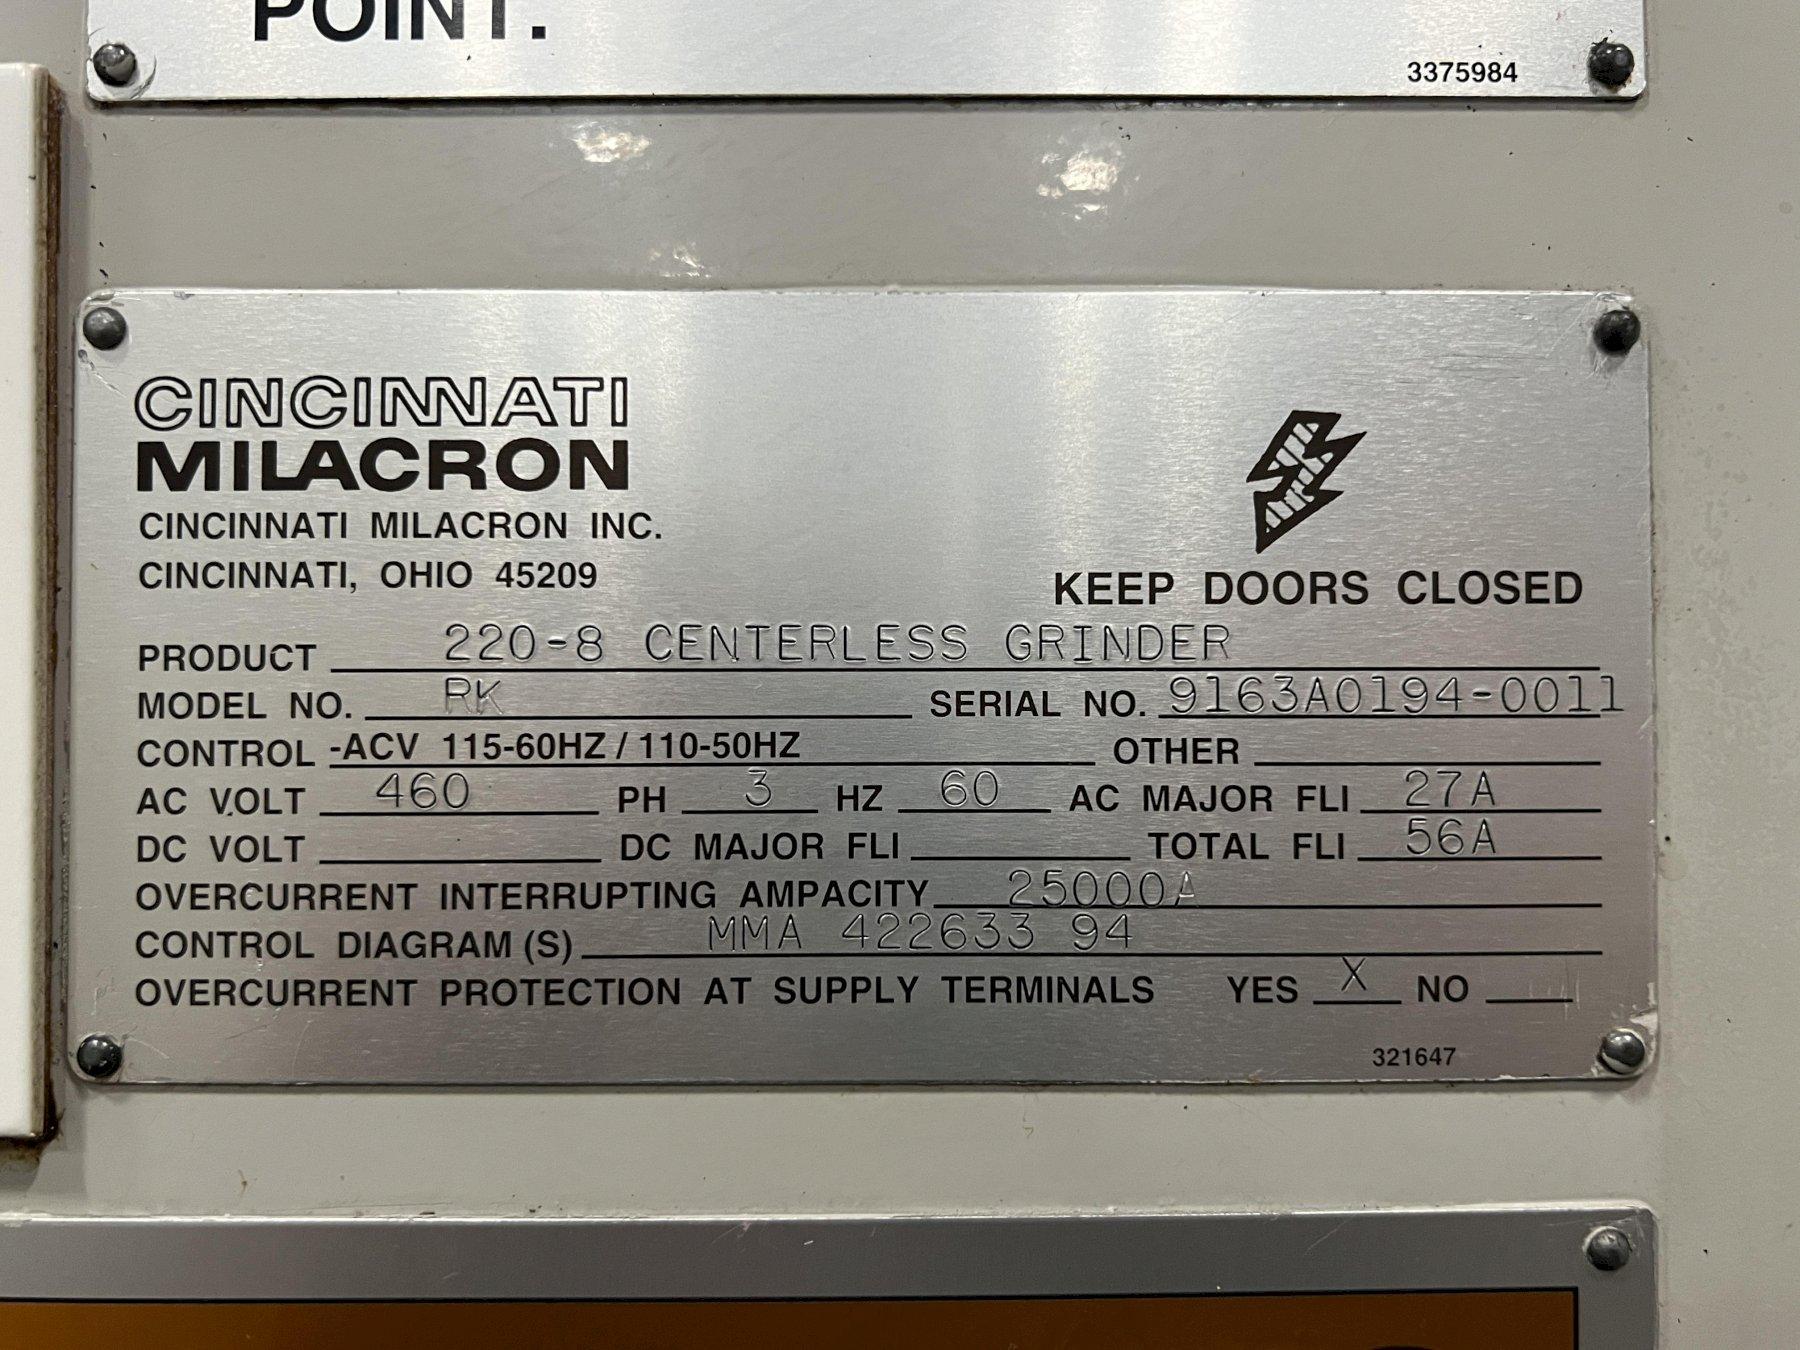 POINT.
3375984
CINCINNATI
MILACRON
CINCINNATI MILACRON INC.
CINCINNATI, OHIO 45209
KEEP DOORS CLOSED
PRODUCT 220-8 CENTERLESS GRINDER
MODEL NO. RK SERIAL NO. 9163A0194-0011
CONTROL -ACV 115-60HZ / 110-50HZ OTHER
AC VOLT 460 PH 3 HZ 60 AC MAJOR FLI 27A
DC VOLT DC MAJOR FLI TOTAL FLI 56A
OVERCURRENT INTERRUPTING AMPACITY 25000A
CONTROL DIAGRAM (S) MMA 422633 94
OVERCURRENT PROTECTION AT SUPPLY TERMINALS YES X NO
321647